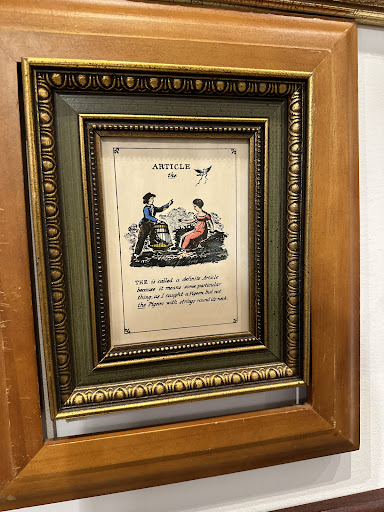 ARTICLE
the
THE is called a definite Article
because it means some particular
thing, as I caught a Pigeon, but not
the Pigeon with strings round its neck.